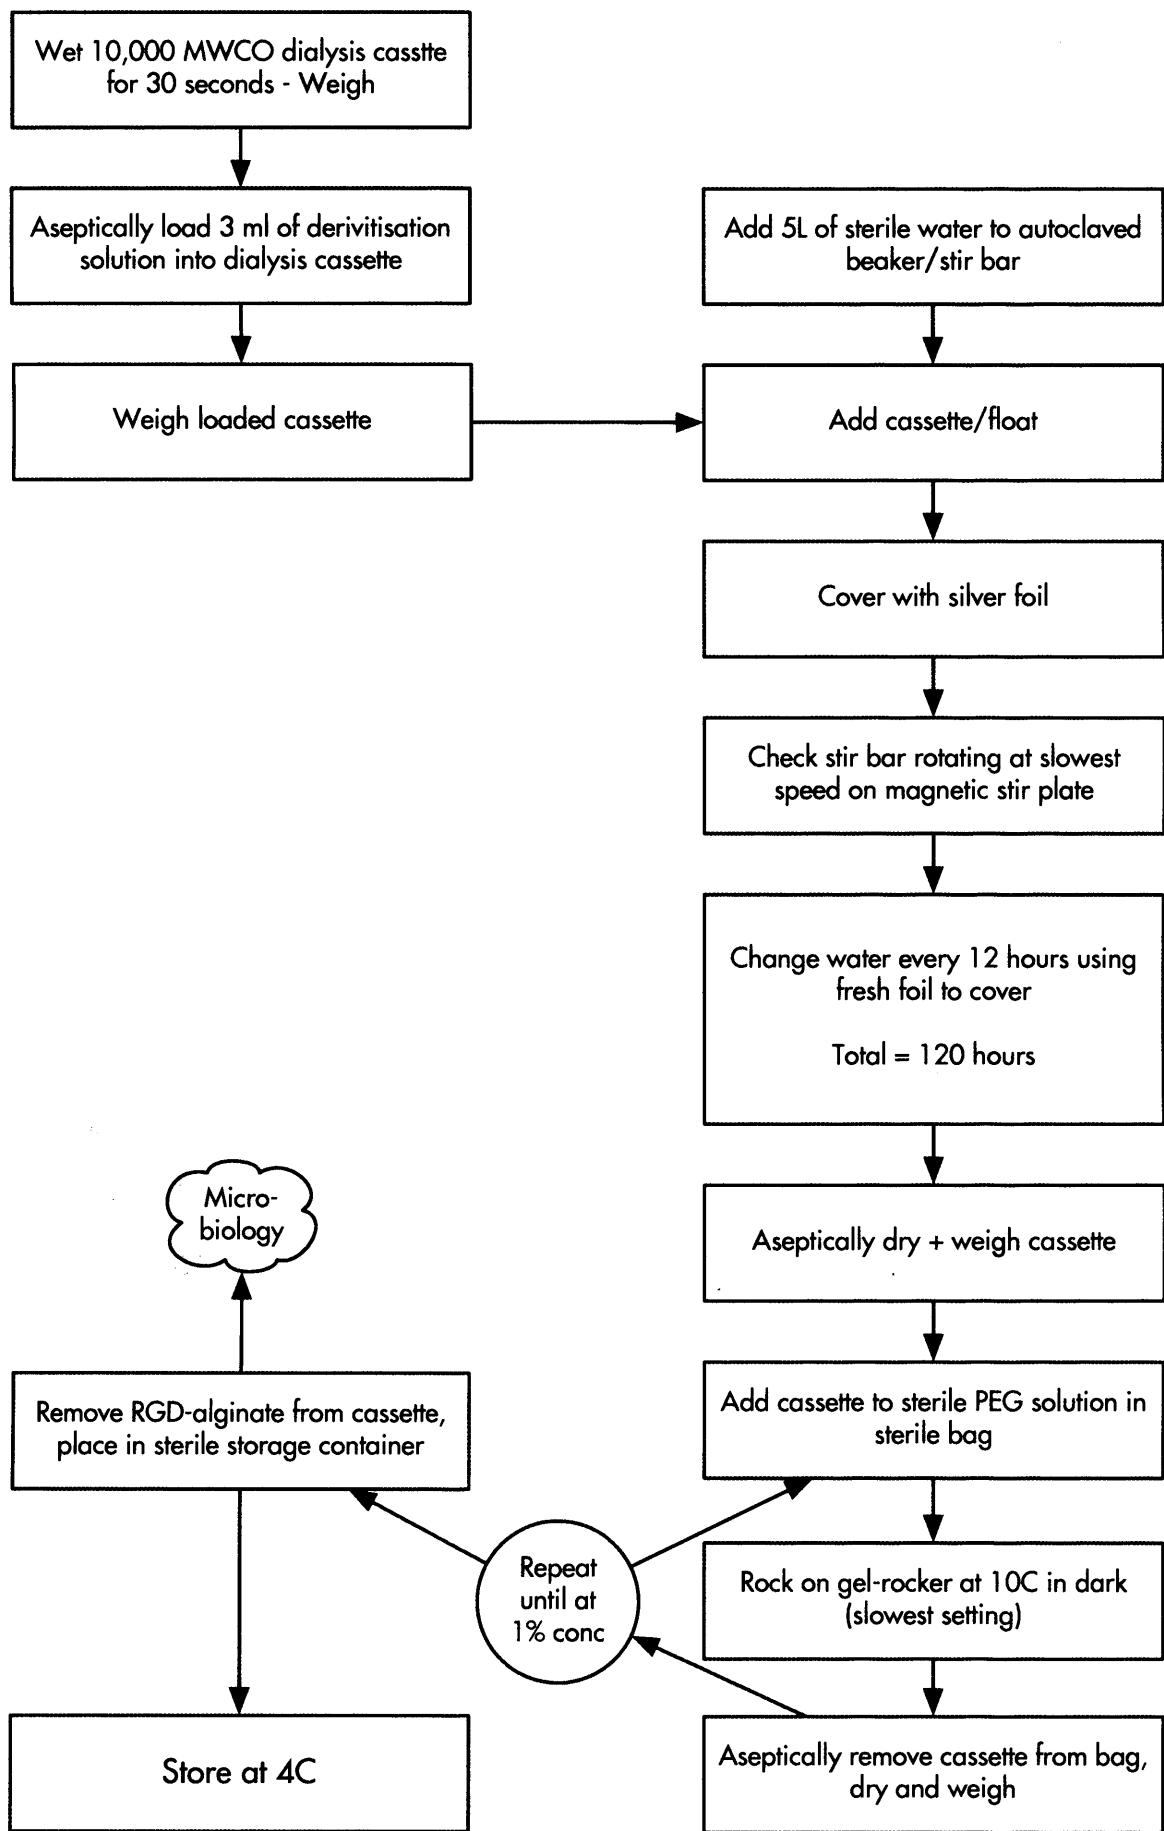 Wet 10,000 MWCO dialysis casstte
for 30 seconds - Weigh
Aseptically load 3 ml of derivitisation
solution into dialysis cassette
Weigh loaded cassette
Add 5L of sterile water to autoclaved
beaker/stir bar
Add cassette/float
Cover with silver foil
Check stir bar rotating at slowest
speed on magnetic stir plate
Change water every 12 hours using
fresh foil to cover
Total = 120 hours
Aseptically dry + weigh cassette
Add cassette to sterile PEG solution in
sterile bag
Rock on gel-rocker at 10C in dark
(slowest setting)
Aseptically remove cassette from bag,
dry and weigh
Repeat
until at
1% conc
Remove RGD-alginate from cassette,
place in sterile storage container
Micro-
biology
Store at 4C